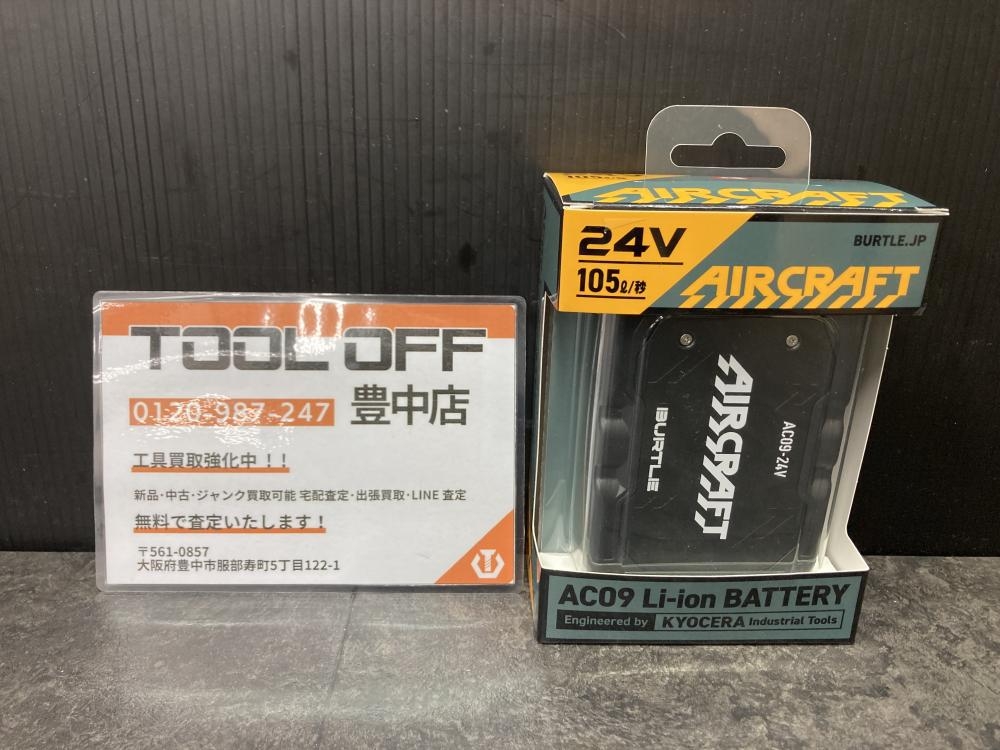 TOOL OFF
0120-987-247 豊中店
工具買取強化中！！
新品・中古・ジャンク買取可能 宅配査定・出張買取・LINE 査定
無料で査定いたします！
〒561-0857
大阪府豊中市服部寿町5丁目122-1
AIRCRAFT
24V
105ℓ/秒
BURTLE.JP
AIRCRAFT
AIRCRAFT
BURTLE
AC09-24V
AC09 Li-ion BATTERY
Engineered by KYOCERA Industrial Tools